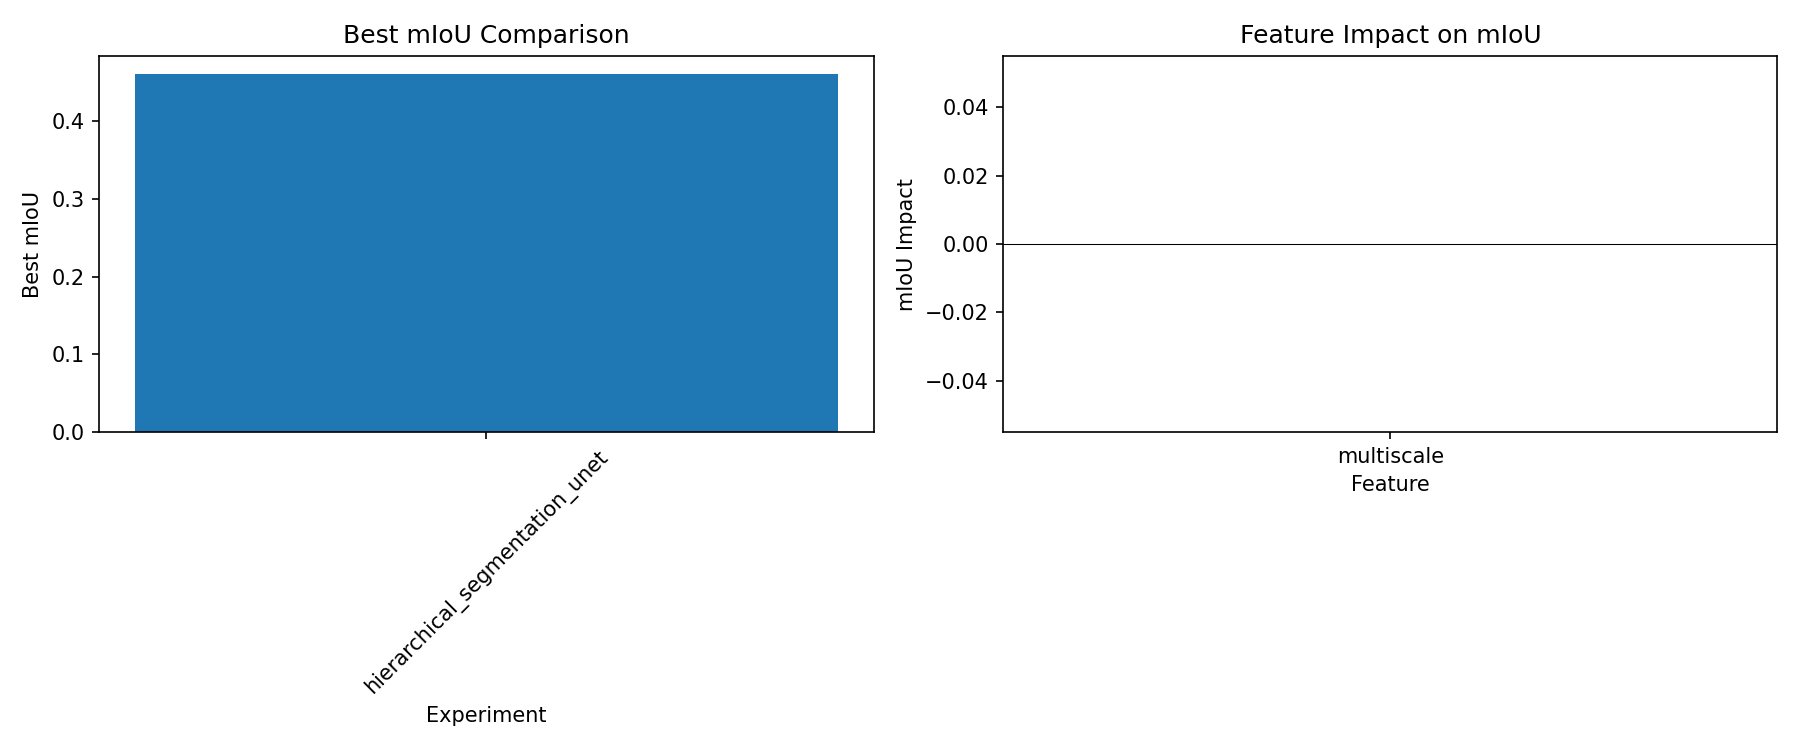 Best mIoU Comparison
Best mIoU
0.4
0.3
0.2
0.1
0.0
hierarchical_segmentation_unet
Experiment
Feature Impact on mIoU
mIoU Impact
0.04
0.02
0.00
−0.02
−0.04
multiscale
Feature